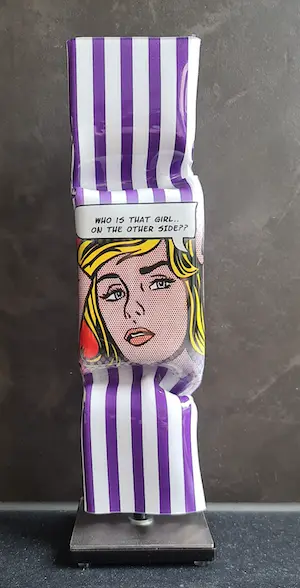 WHO IS THAT GIRL..
ON THE OTHER SIDE??